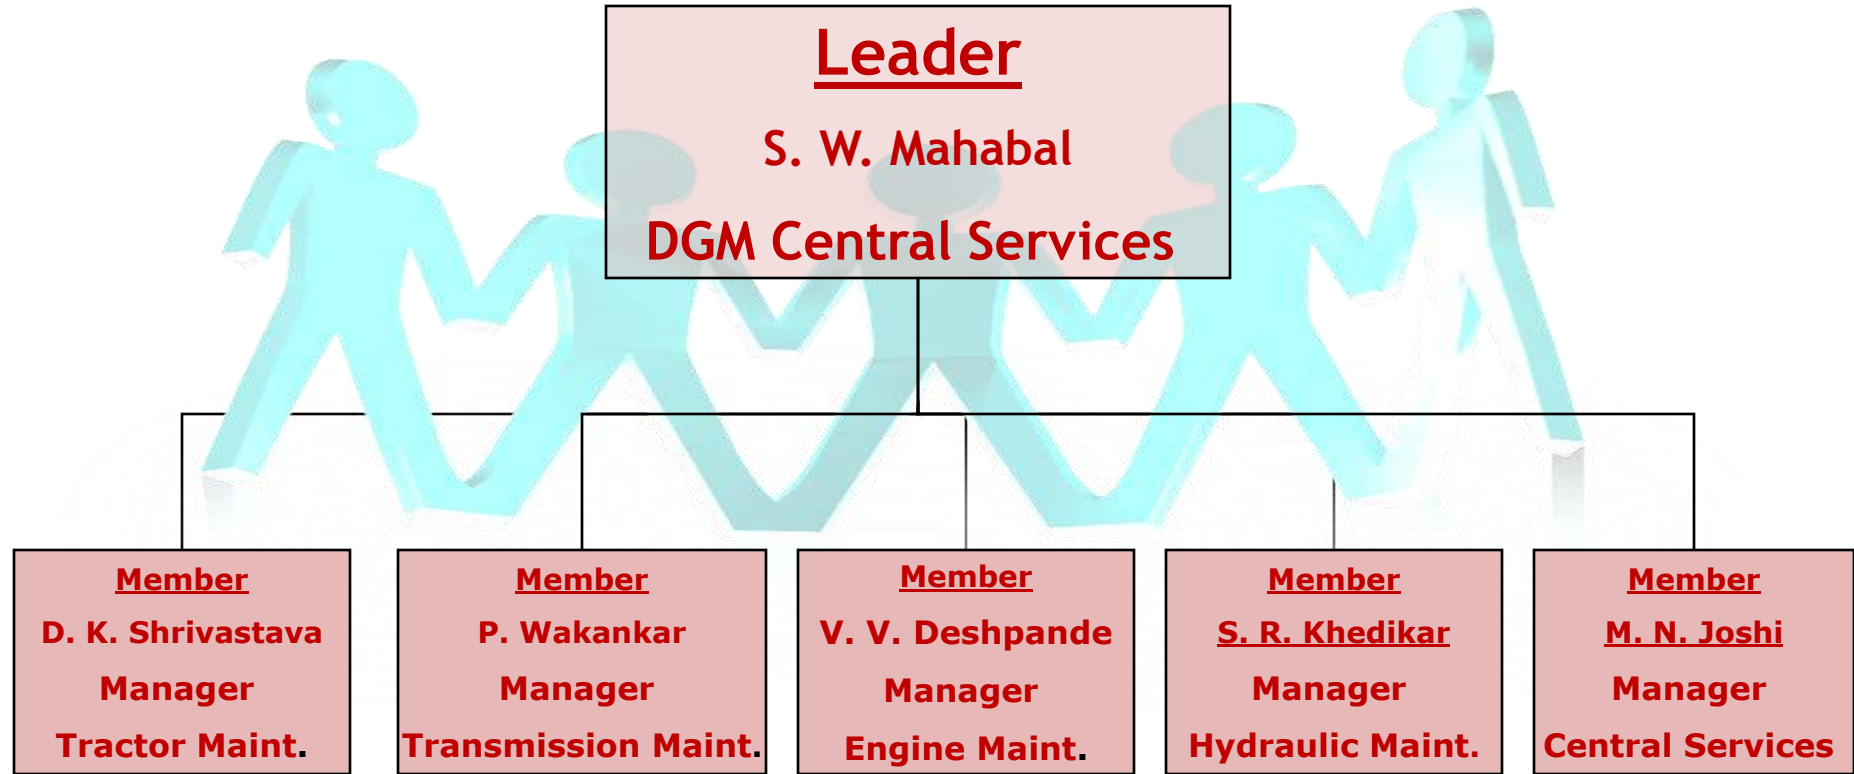 Leader
S. W. Mahabal
DGM Central Services
Member
D. K. Shrivastava
Manager
Tractor Maint.
Member
P. Wakankar
Manager
Transmission Maint.
Member
V. V. Deshpande
Manager
Engine Maint.
Member
S. R. Khedikar
Manager
Hydraulic Maint.
Member
M. N. Joshi
Manager
Central Services